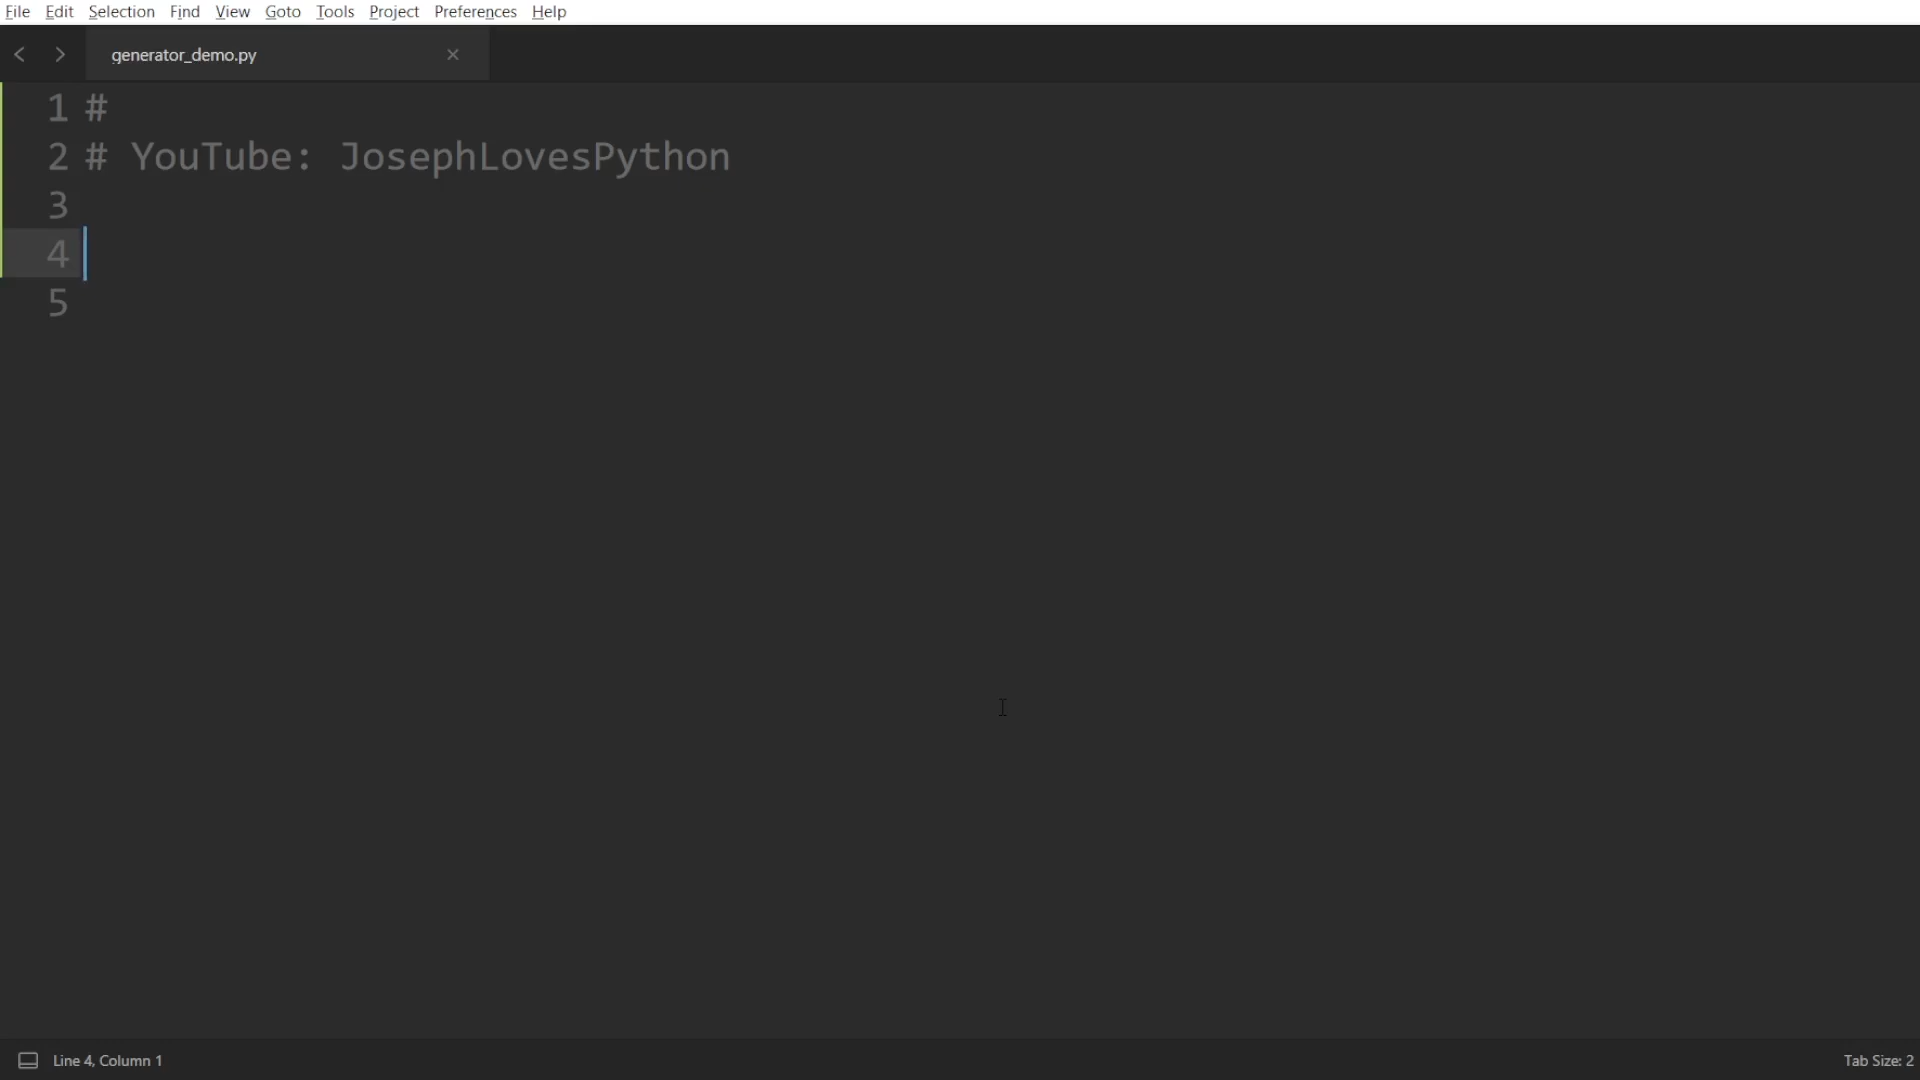 File Edit Selection Find View Goto Tools Project Preferences Help
generator_demo.py
1 #
2 # YouTube: JosephLovesPython
3
4
5
Line 4, Column 1
Tab Size: 2